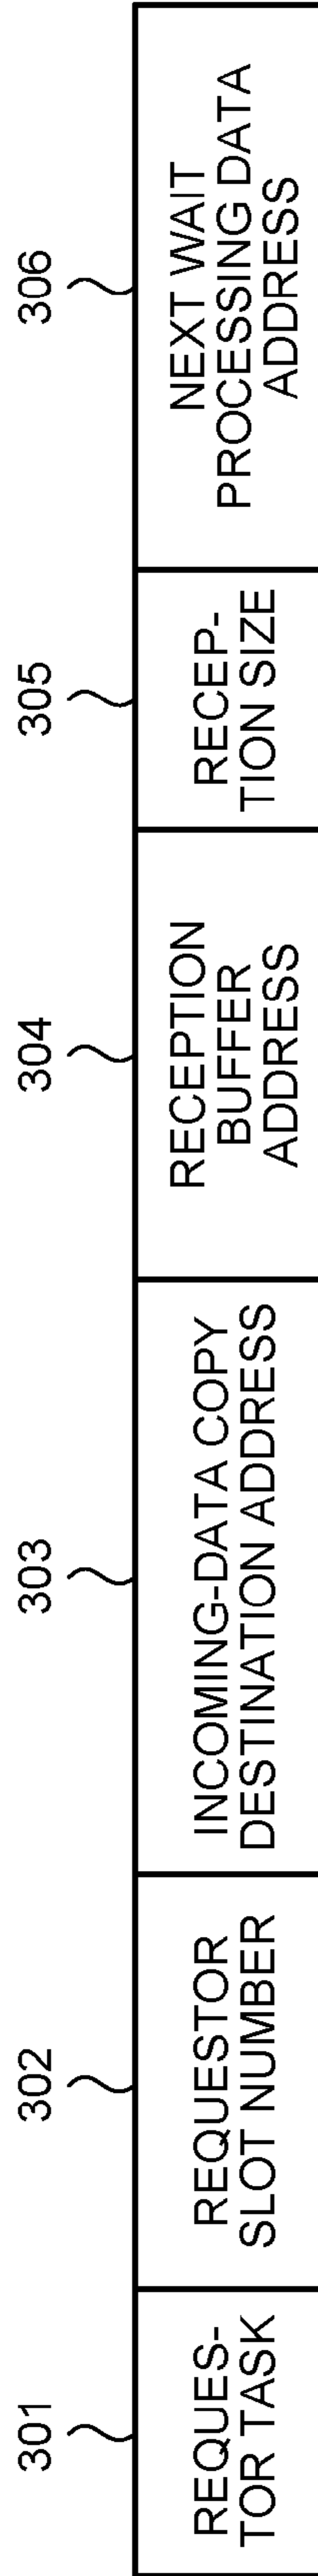 301
302
303
304
305
306
REQUES-
TOR TASK
REQUESTOR
SLOT NUMBER
INCOMING-DATA COPY
DESTINATION ADDRESS
RECEPTION
BUFFER
ADDRESS
RECEP-
TION SIZE
NEXT WAIT
PROCESSING DATA
ADDRESS